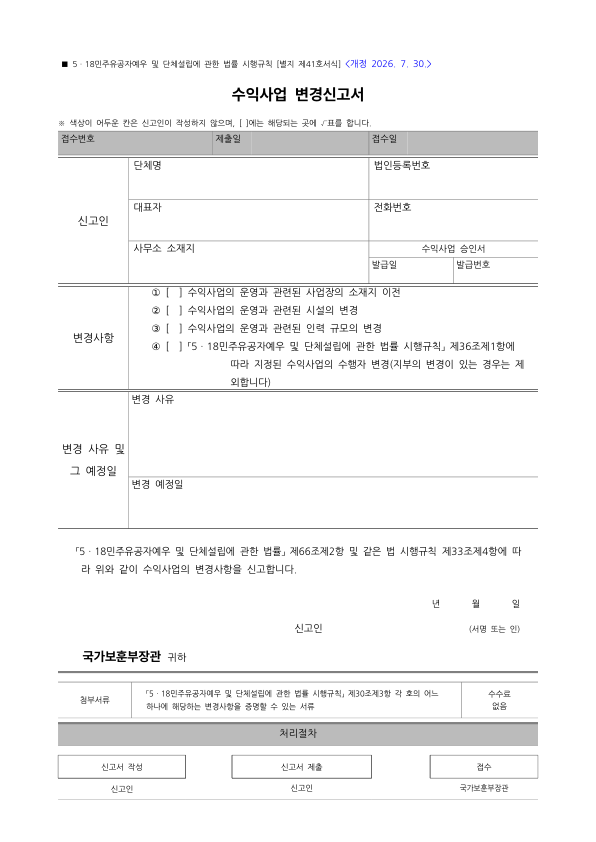 ■ 5ㆍ18민주유공자예우 및 단체설립에 관한 법률 시행규칙 [별지 제41호서식] <개정 2026. 7. 30.>
수익사업 변경신고서
※ 색상이 어두운 칸은 신고인이 작성하지 않으며, [ ]에는 해당되는 곳에 √표를 합니다.
접수번호 제출일 접수일
단체명 법인등록번호
신고인
대표자 전화번호
사무소 소재지 수익사업 승인서
발급일 발급번호
변경사항
① [ ] 수익사업의 운영과 관련된 사업장의 소재지 이전
② [ ] 수익사업의 운영과 관련된 시설의 변경
③ [ ] 수익사업의 운영과 관련된 인력 규모의 변경
④ [ ] 「5ㆍ18민주유공자예우 및 단체설립에 관한 법률 시행규칙」 제36조제1항에
따라 지정된 수익사업의 수행자 변경(지부의 변경이 있는 경우는 제
외합니다)
변경 사유 및
그 예정일
변경 사유
변경 예정일
「5ㆍ18민주유공자예우 및 단체설립에 관한 법률」 제66조제2항 및 같은 법 시행규칙 제33조제4항에 따
라 위와 같이 수익사업의 변경사항을 신고합니다.
년 월 일
신고인 (서명 또는 인)
국가보훈부장관 귀하
첨부서류
「5ㆍ18민주유공자예우 및 단체설립에 관한 법률 시행규칙」 제30조제3항 각 호의 어느
하나에 해당하는 변경사항을 증명할 수 있는 서류
수수료
없음
처리절차
신고서 작성 신고서 제출 접수
신고인 신고인 국가보훈부장관